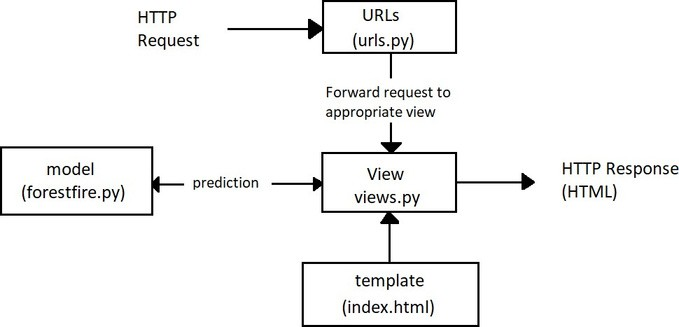 HTTP
Request
URLs
(urls.py)
Forward request to
appropriate view
model
(forestfire.py)
prediction
View
views.py
HTTP Response
(HTML)
template
(index.html)